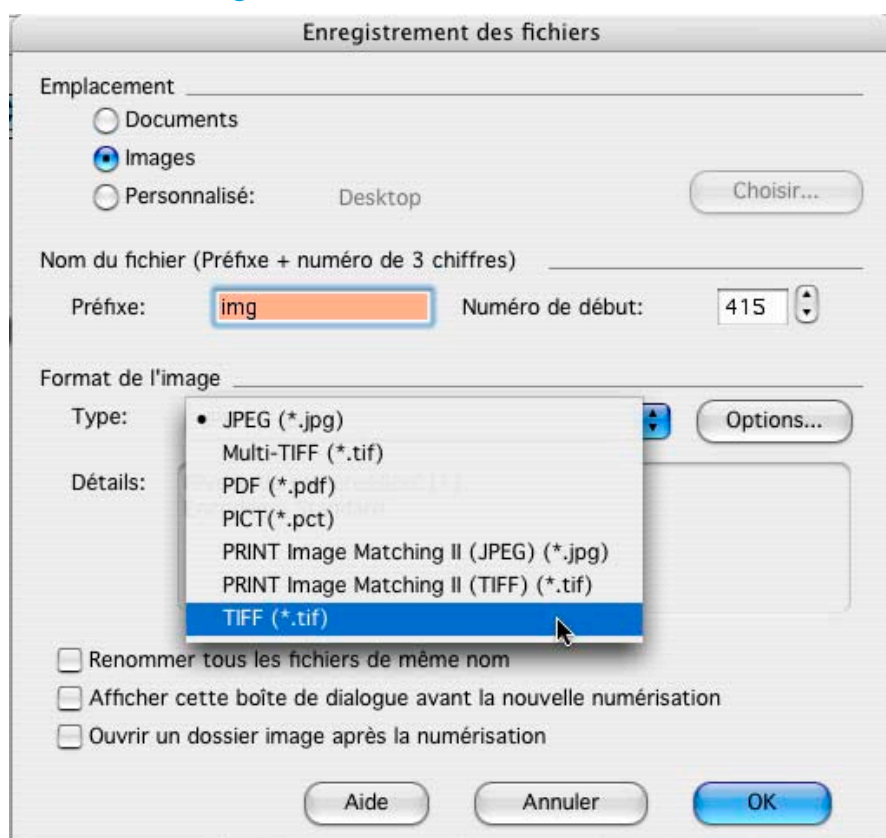 Enregistrement des fichiers
Emplacement
Documents
Images
Personnalisé: Desktop Choisir...
Nom du fichier (Préfixe + numéro de 3 chiffres)
Préfixe: img Numéro de début: 415
Format de l'image
Type: • JPEG (*.jpg) Options...
Multi-TIFF (*.tif)
Détails: PDF (*.pdf)
PICT(*.pct)
PRINT Image Matching II (JPEG) (*.jpg)
PRINT Image Matching II (TIFF) (*.tif)
TIFF (*.tif)
Renommer tous les fichiers de même nom
Afficher cette boîte de dialogue avant la nouvelle numérisation
Ouvrir un dossier image après la numérisation
Aide Annuler OK